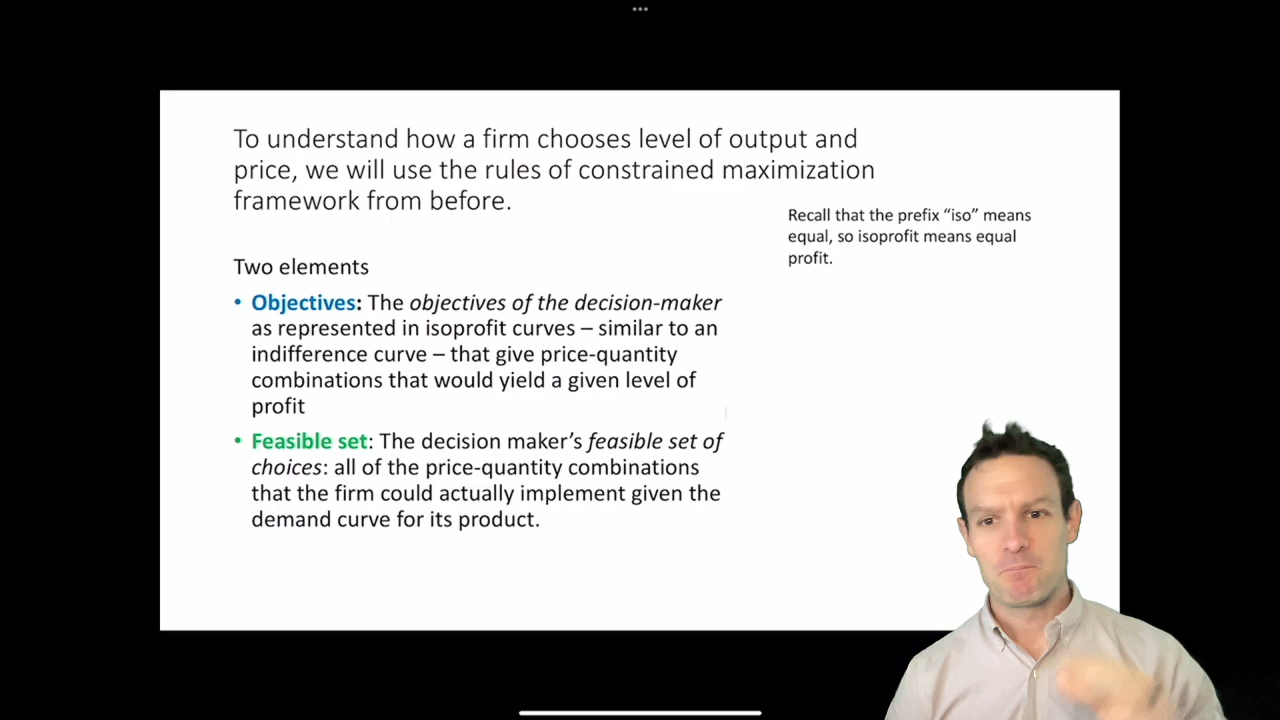 To understand how a firm chooses level of output and
price, we will use the rules of constrained maximization
framework from before.
Recall that the prefix “iso” means
equal, so isoprofit means equal
profit.
Two elements
• Objectives: The objectives of the decision-maker
as represented in isoprofit curves – similar to an
indifference curve – that give price-quantity
combinations that would yield a given level of
profit
• Feasible set: The decision maker’s feasible set of
choices: all of the price-quantity combinations
that the firm could actually implement given the
demand curve for its product.